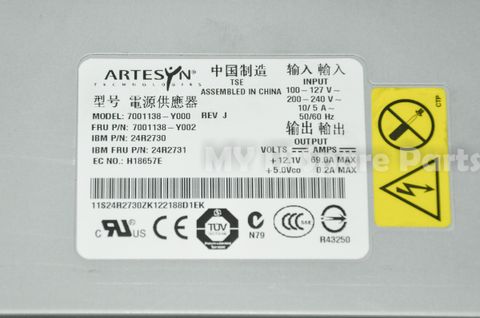 ARTESYN®
TECHNOLOGIES
中国制造
TSE
ASSEMBLED IN CHINA
输入 輸入
INPUT
100-127 V~
200-240 V~
10/5 A~
50/60 Hz
型号 電源供應器
MODEL: 7001138-Y000 REV J
FRU P/N: 7001138-Y002
IBM P/N: 24R2730
IBM FRU P/N: 24R2731
EC NO.: H18657E
输出 輸出
OUTPUT
VOLTS AMPS
+12.1V 69.0A MAX
+5.0Vco 0.2A MAX
11S24R2730ZK122188D1EK
TÜV
N
N79
CCC
S&E
R43250
CTP